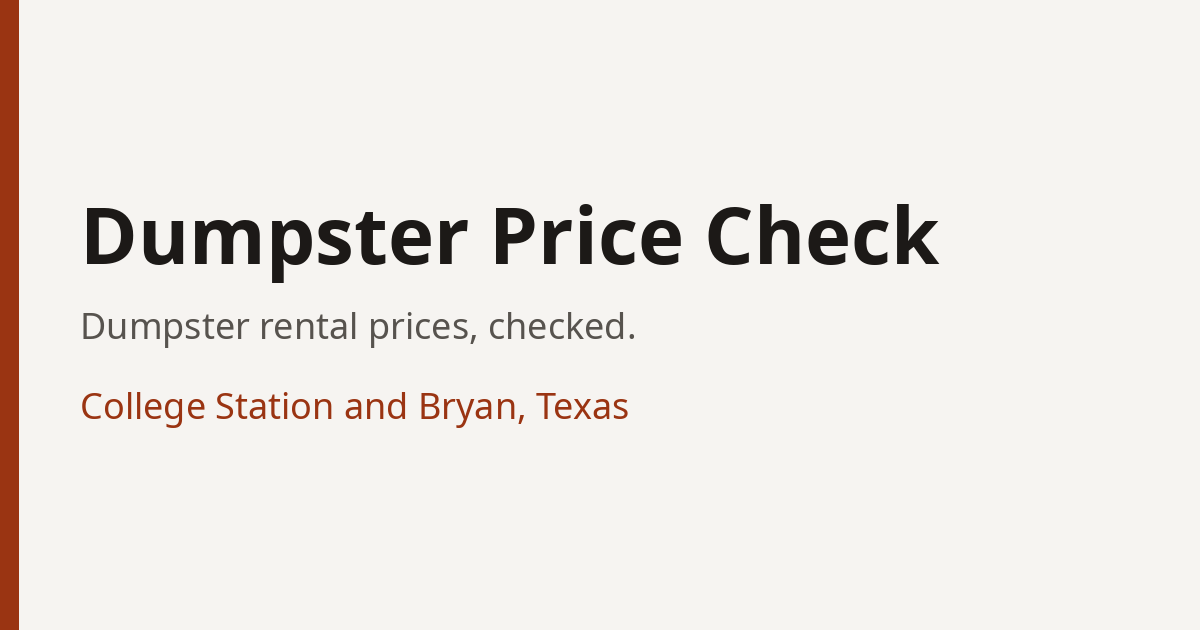 Dumpster Price Check
Dumpster rental prices, checked.
College Station and Bryan, Texas